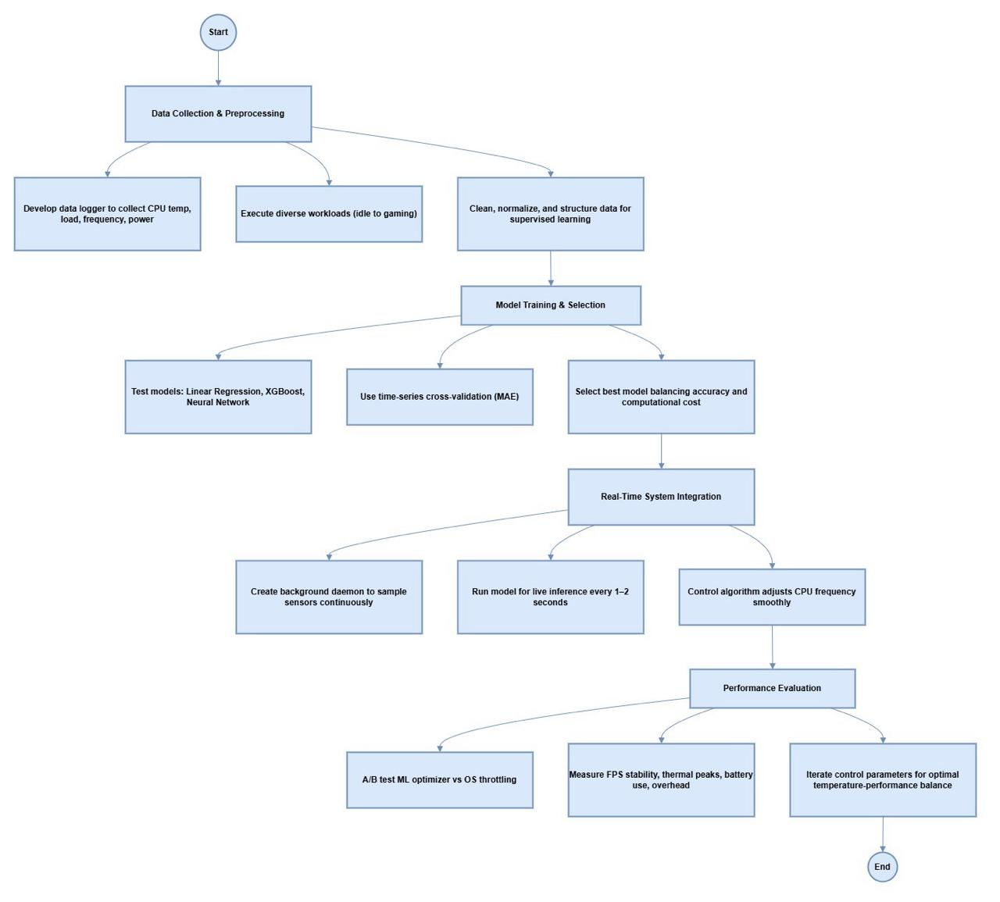 Start
Data Collection & Preprocessing
Develop data logger to collect CPU temp,
load, frequency, power
Execute diverse workloads (idle to gaming)
Clean, normalize, and structure data for
supervised learning
Model Training & Selection
Test models: Linear Regression, XGBoost,
Neural Network
Use time-series cross-validation (MAE)
Select best model balancing accuracy and
computational cost
Real-Time System Integration
Create background daemon to sample
sensors continuously
Run model for live inference every 1–2
seconds
Control algorithm adjusts CPU frequency
smoothly
Performance Evaluation
A/B test ML optimizer vs OS throttling
Measure FPS stability, thermal peaks, battery
use, overhead
Iterate control parameters for optimal
temperature-performance balance
End